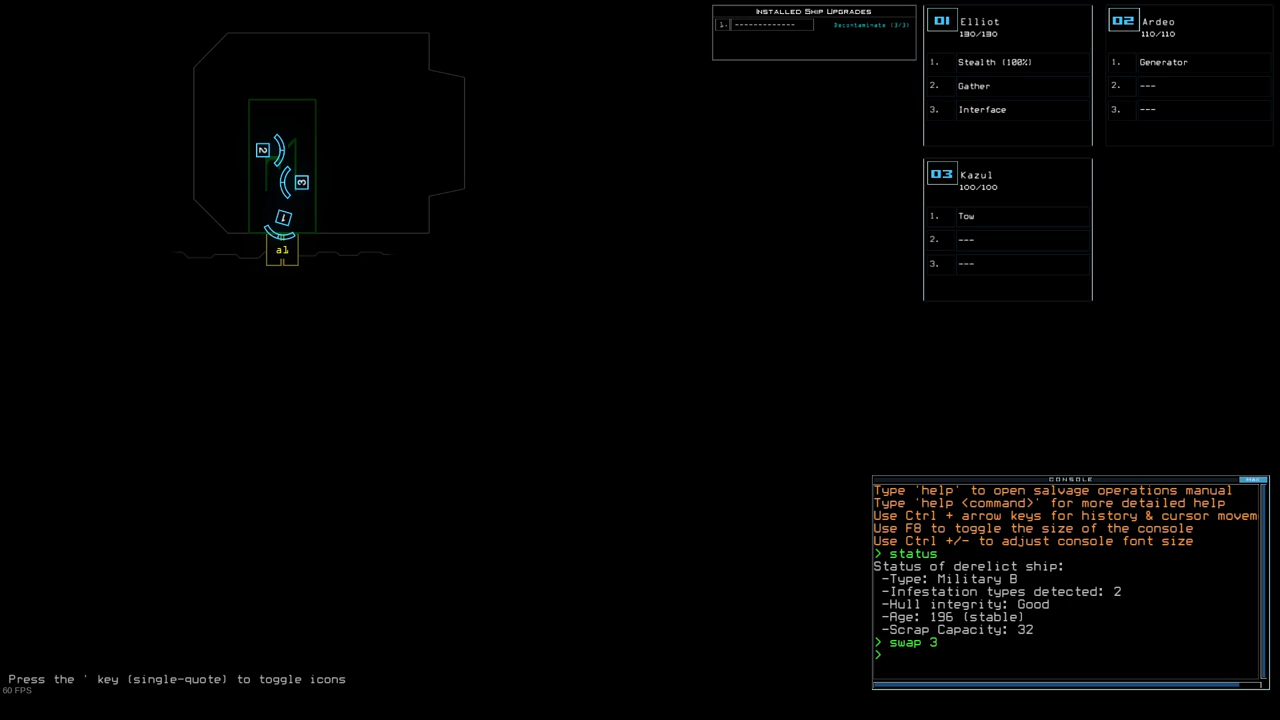 Installed Ship Upgrades
1. ------------- Decontaminate (3/3)
01 Elliot
130/130
1. Stealth (100%)
2. Gather
3. Interface
02 Ardeo
110/110
1. Generator
2. ---
3. ---
03 Kazul
100/100
1. Tow
2. ---
3. ---
2
3
1
a1
CONSOLE
Type 'help' to open salvage operations manual
Type 'help <command>' for more detailed help
Use Ctrl + arrow keys for history & cursor movem
Use F8 to toggle the size of the console
Use Ctrl +/- to adjust console font size
> status
Status of derelict ship:
-Type: Military B
-Infestation types detected: 2
-Hull integrity: Good
-Age: 196 (stable)
-Scrap Capacity: 32
> swap 3
>
Press the ' key (single-quote) to toggle icons
60 FPS